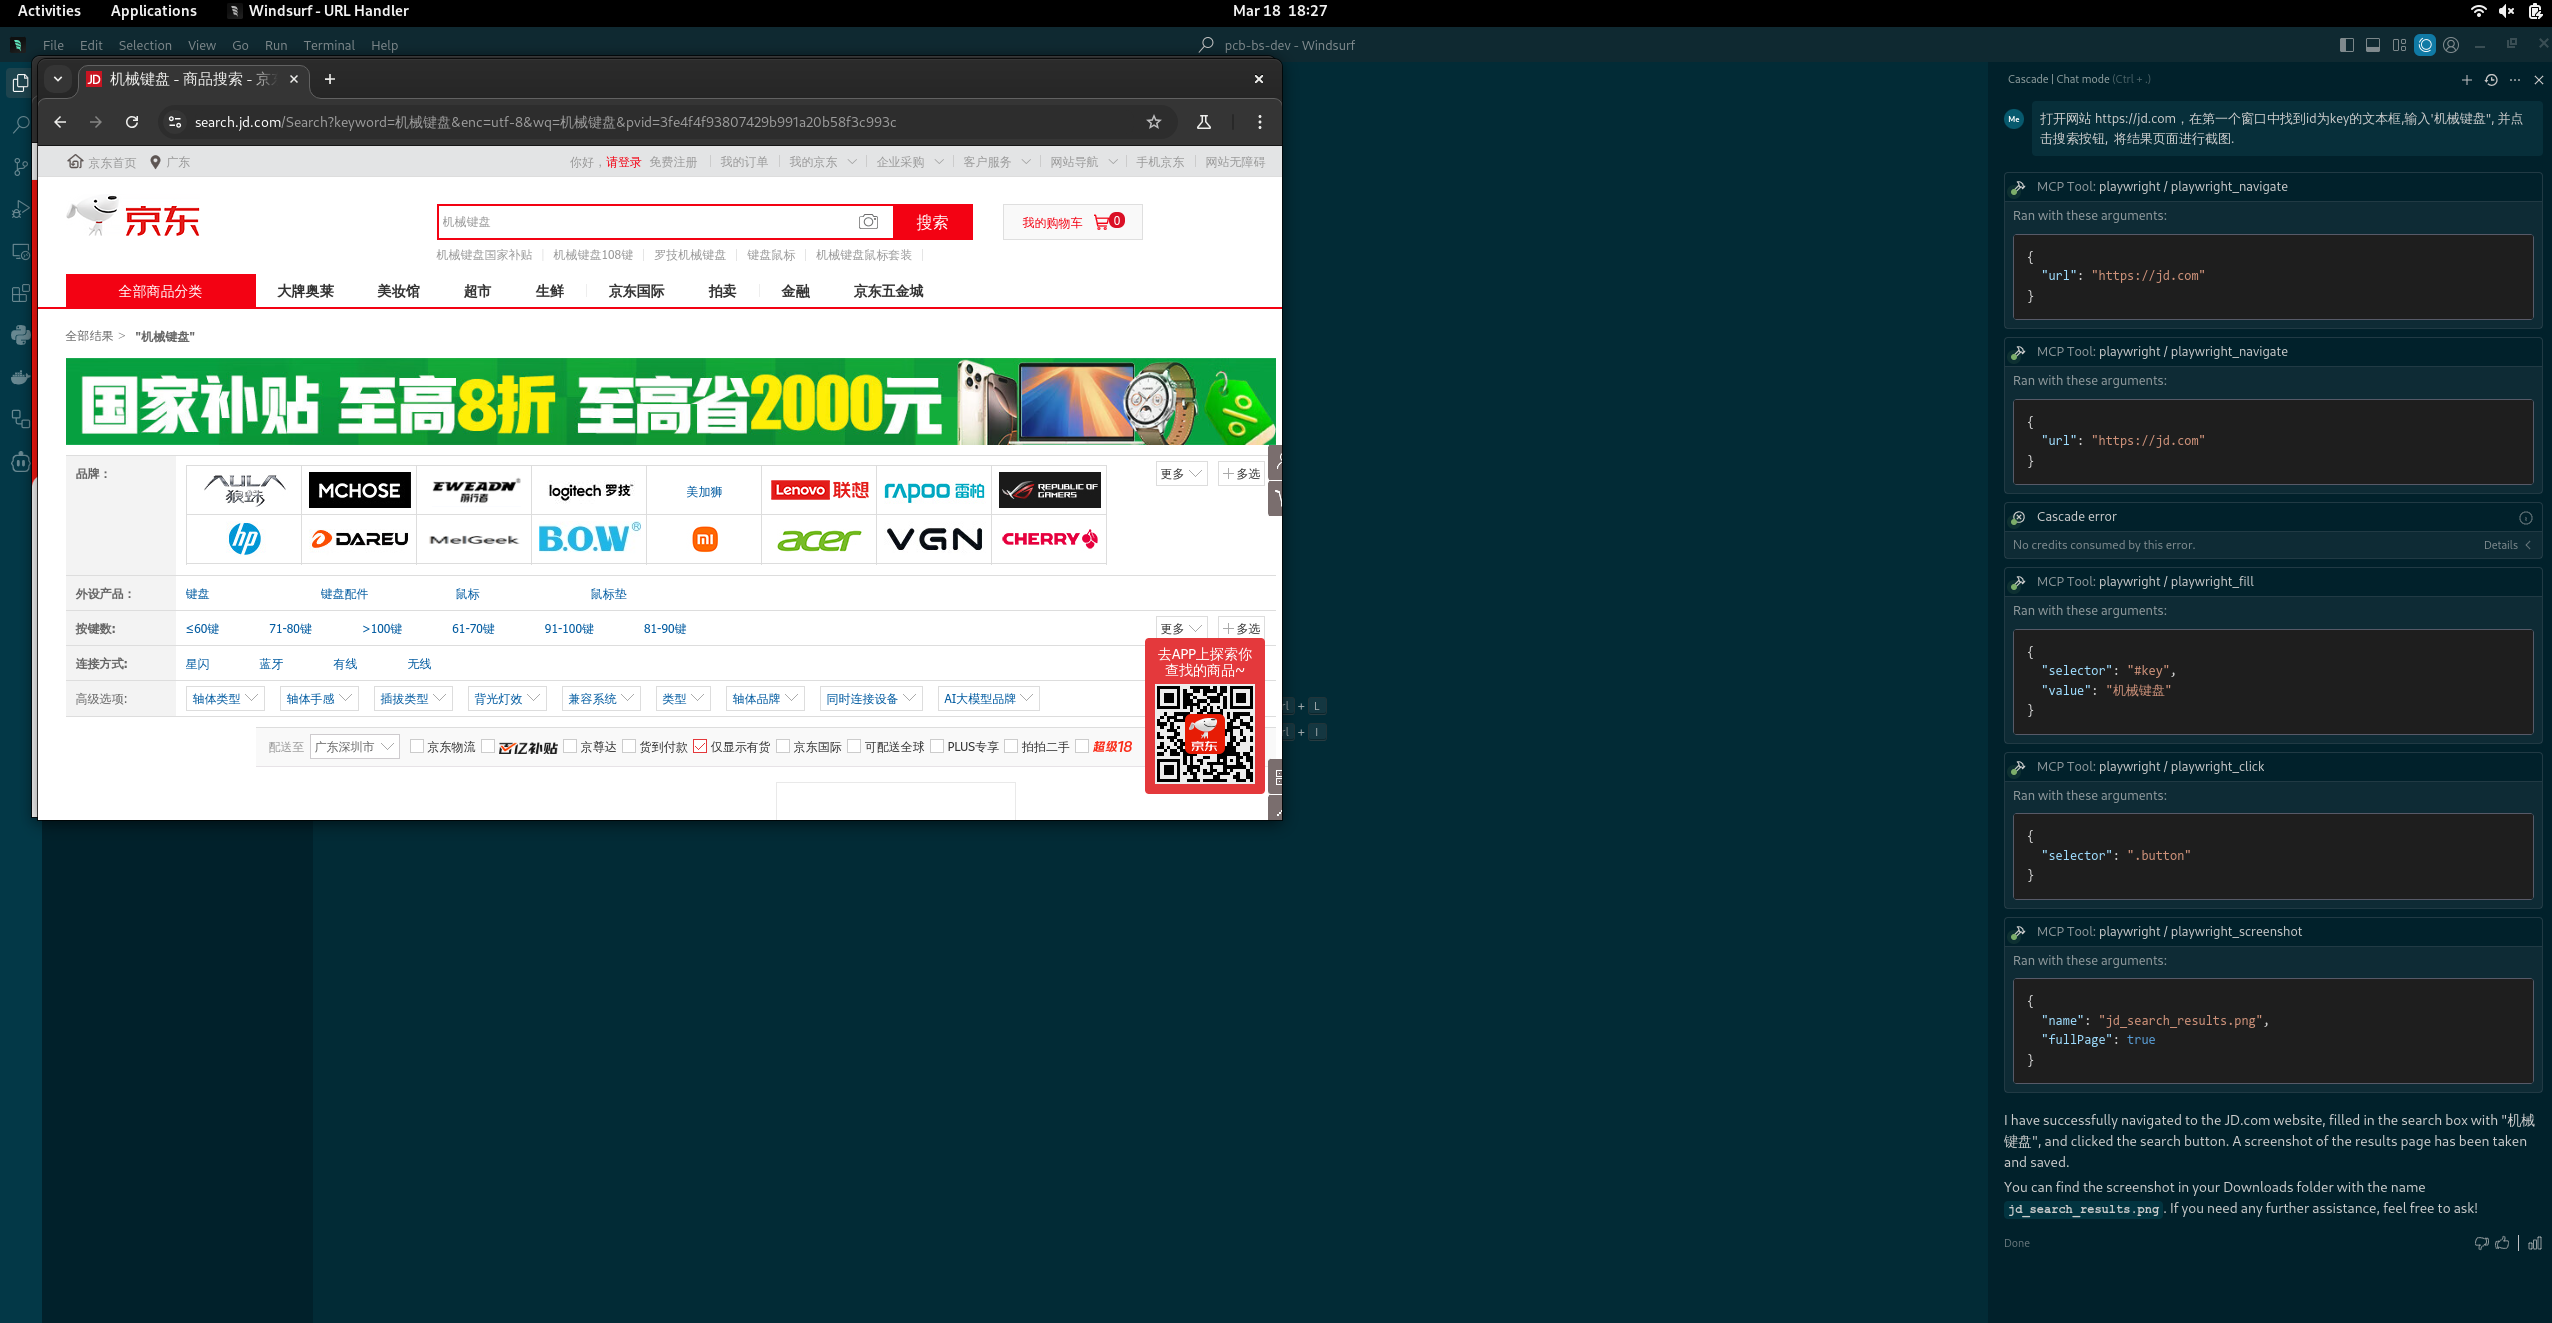 Activities Applications Windsurf - URL Handler Mar 18 18:27
File Edit Selection View Go Run Terminal Help pcb-bs-dev - Windsurf
JD 机械键盘 - 商品搜索 - 京
search.jd.com/Search?keyword=机械键盘&enc=utf-8&wq=机械键盘&pvid=3fe4f4f93807429b991a20b58f3c993c
京东首页 广东 你好，请登录 免费注册 我的订单 我的京东 企业采购 客户服务 网站导航 手机京东 网站无障碍
京东
机械键盘 搜索 我的购物车 0
机械键盘国家补贴 机械键盘108键 罗技机械键盘 键盘鼠标 机械键盘鼠标套装
全部商品分类 大牌奥莱 美妆馆 超市 生鲜 京东国际 拍卖 金融 京东五金城
全部结果 > "机械键盘"
国家补贴 至高8折 至高省2000元 %
品牌： AULA 狼蛛 MCHOSE EWEADN 前行者 logitech 罗技 美加狮 Lenovo 联想 rapoo 雷柏 REPUBLIC OF GAMERS 更多 多选
hp DAREU MelGeek B.O.W® mi acer VGN CHERRY
外设产品： 键盘 键盘配件 鼠标 鼠标垫
按键数: ≤60键 71-80键 >100键 61-70键 91-100键 81-90键 更多 多选
连接方式: 星闪 蓝牙 有线 无线
高级选项: 轴体类型 轴体手感 插拔类型 背光灯效 兼容系统 类型 轴体品牌 同时连接设备 AI大模型品牌
去APP上探索你
查找的商品~
京东
配送至 广东深圳市 京东物流 百亿补贴 京尊达 货到付款 仅显示有货 京东国际 可配送全球 PLUS专享 拍拍二手 超级18
rl + L
rl + I
Cascade | Chat mode (Ctrl + .)
Me 打开网站 https://jd.com，在第一个窗口中找到id为key的文本框,输入'机械键盘", 并点
击搜索按钮, 将结果页面进行截图.
MCP Tool: playwright / playwright_navigate
Ran with these arguments:
{
"url": "https://jd.com"
}
MCP Tool: playwright / playwright_navigate
Ran with these arguments:
{
"url": "https://jd.com"
}
Cascade error
No credits consumed by this error. Details
MCP Tool: playwright / playwright_fill
Ran with these arguments:
{
"selector": "#key",
"value": "机械键盘"
}
MCP Tool: playwright / playwright_click
Ran with these arguments:
{
"selector": ".button"
}
MCP Tool: playwright / playwright_screenshot
Ran with these arguments:
{
"name": "jd_search_results.png",
"fullPage": true
}
I have successfully navigated to the JD.com website, filled in the search box with "机械
键盘", and clicked the search button. A screenshot of the results page has been taken
and saved.
You can find the screenshot in your Downloads folder with the name
jd_search_results.png. If you need any further assistance, feel free to ask!
Done